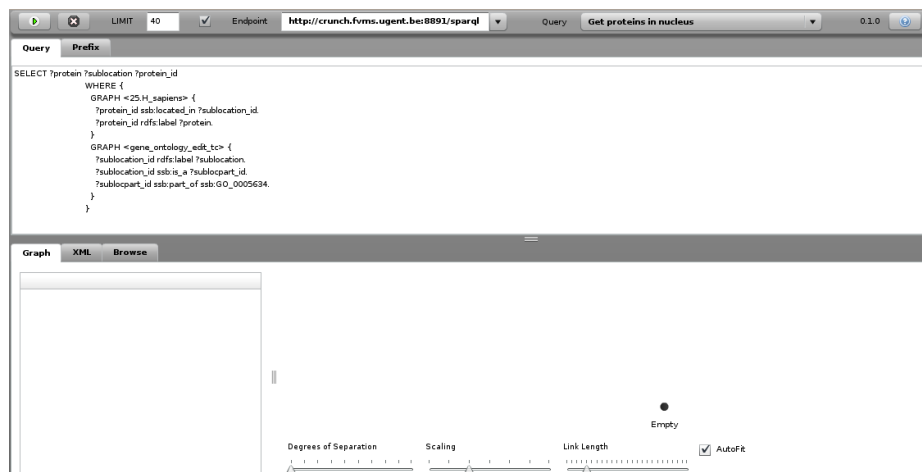 LIMIT 40 Endpoint http://crunch.fvms.ugent.be:8891/sparql Query Get proteins in nucleus 0.1.0
Query Prefix
SELECT ?protein ?sublocation ?protein_id
WHERE {
GRAPH <25.H_sapiens> {
?protein_id ssb:located_in ?sublocation_id.
?protein_id rdfs:label ?protein.
}
GRAPH <gene_ontology_edit_tc> {
?sublocation_id rdfs:label ?sublocation.
?sublocation_id ssb:is_a ?sublocpart_id.
?sublocpart_id ssb:part_of ssb:GO_0005634.
}
}
Graph XML Browse
Empty
Degrees of Separation Scaling Link Length AutoFit